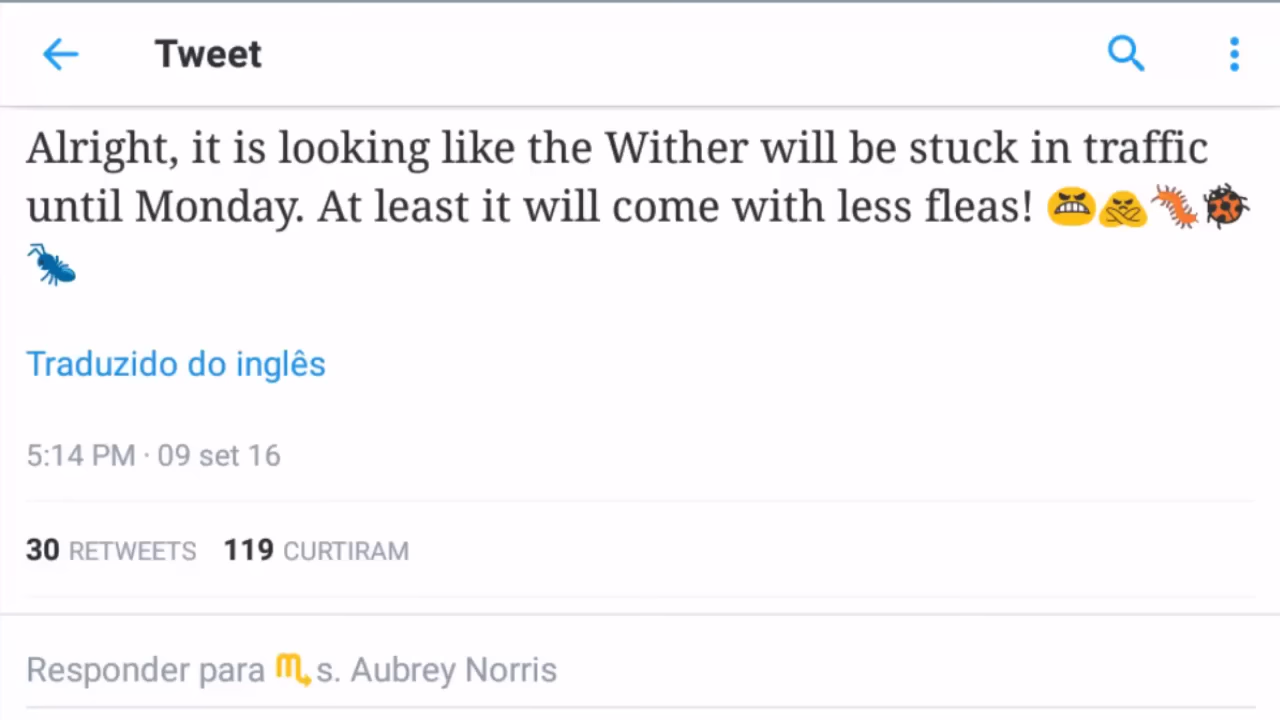 Tweet
Alright, it is looking like the Wither will be stuck in traffic
until Monday. At least it will come with less fleas! 😬🙅🐛🐞
🐜
Traduzido do inglês
5:14 PM · 09 set 16
30 RETWEETS 119 CURTIRAM
Responder para ♏s. Aubrey Norris